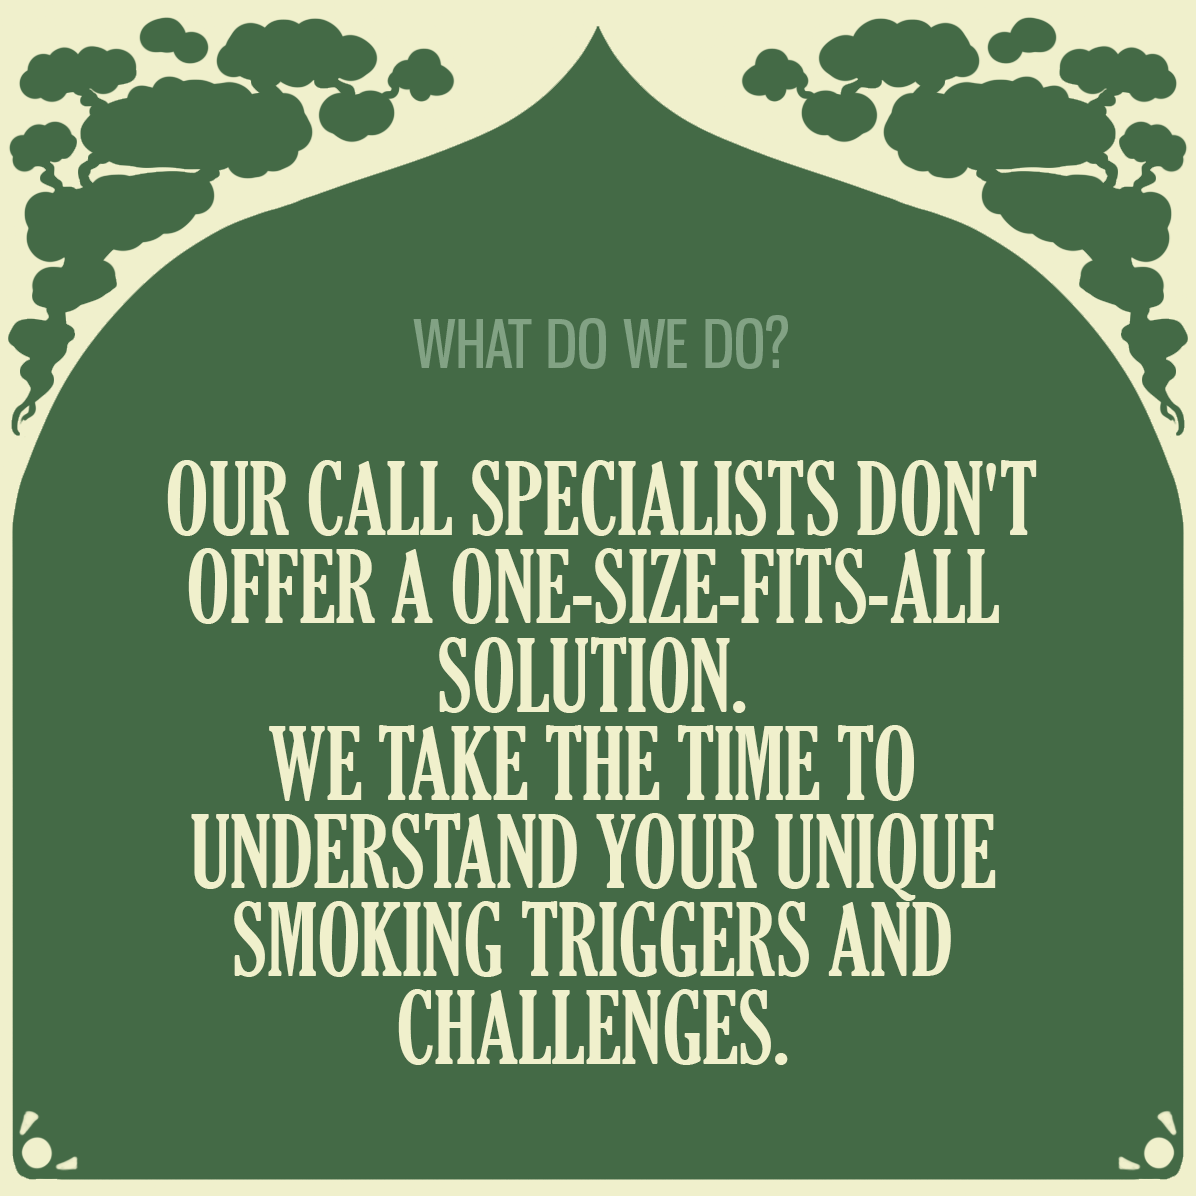 WHAT DO WE DO?
OUR CALL SPECIALISTS DON'T
OFFER A ONE-SIZE-FITS-ALL
SOLUTION.
WE TAKE THE TIME TO
UNDERSTAND YOUR UNIQUE
SMOKING TRIGGERS AND
CHALLENGES.